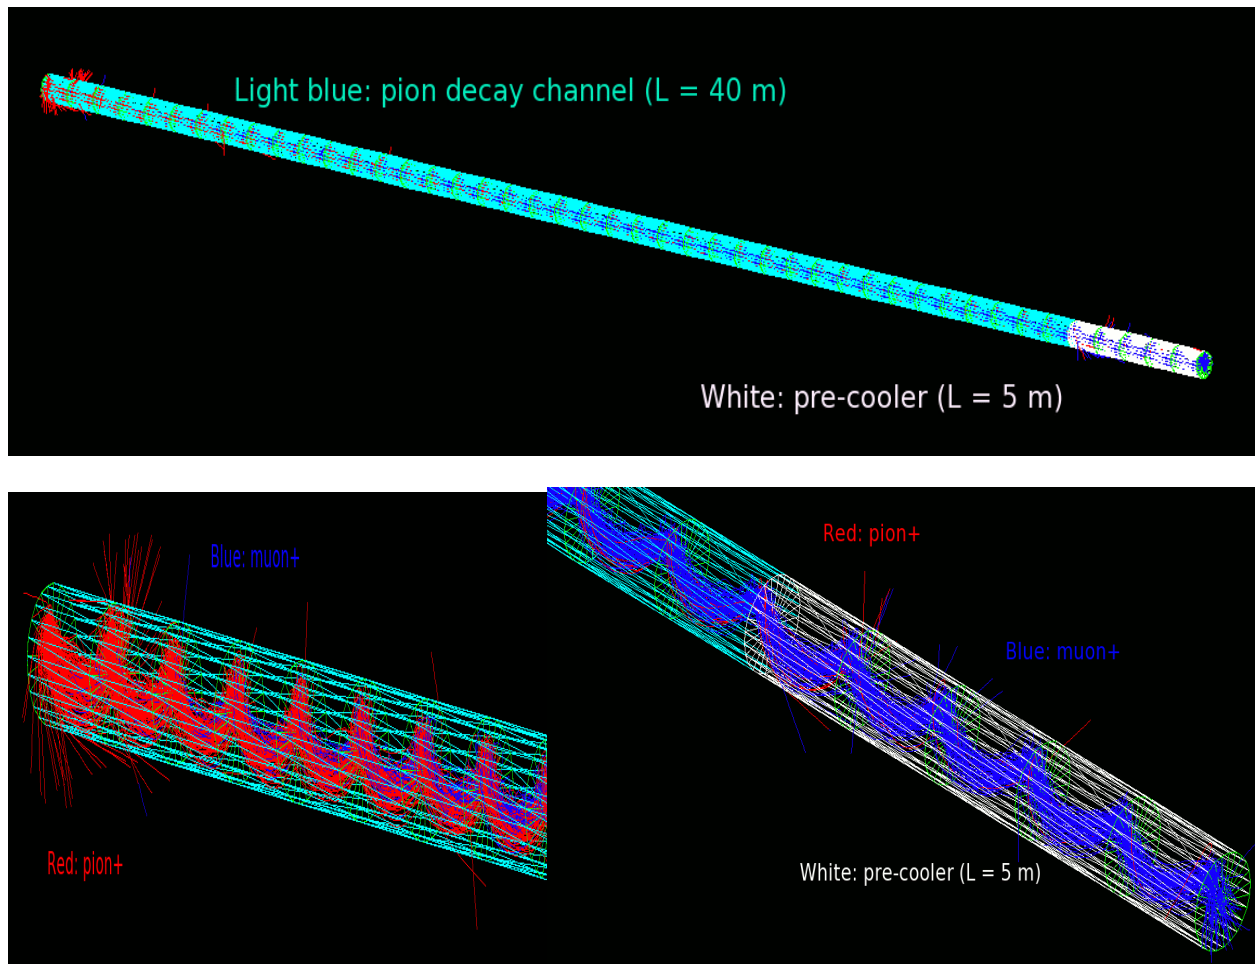 Light blue: pion decay channel (L = 40 m)
White: pre-cooler (L = 5 m)
Blue: muon+
Red: pion+
Red: pion+
Blue: muon+
White: pre-cooler (L = 5 m)